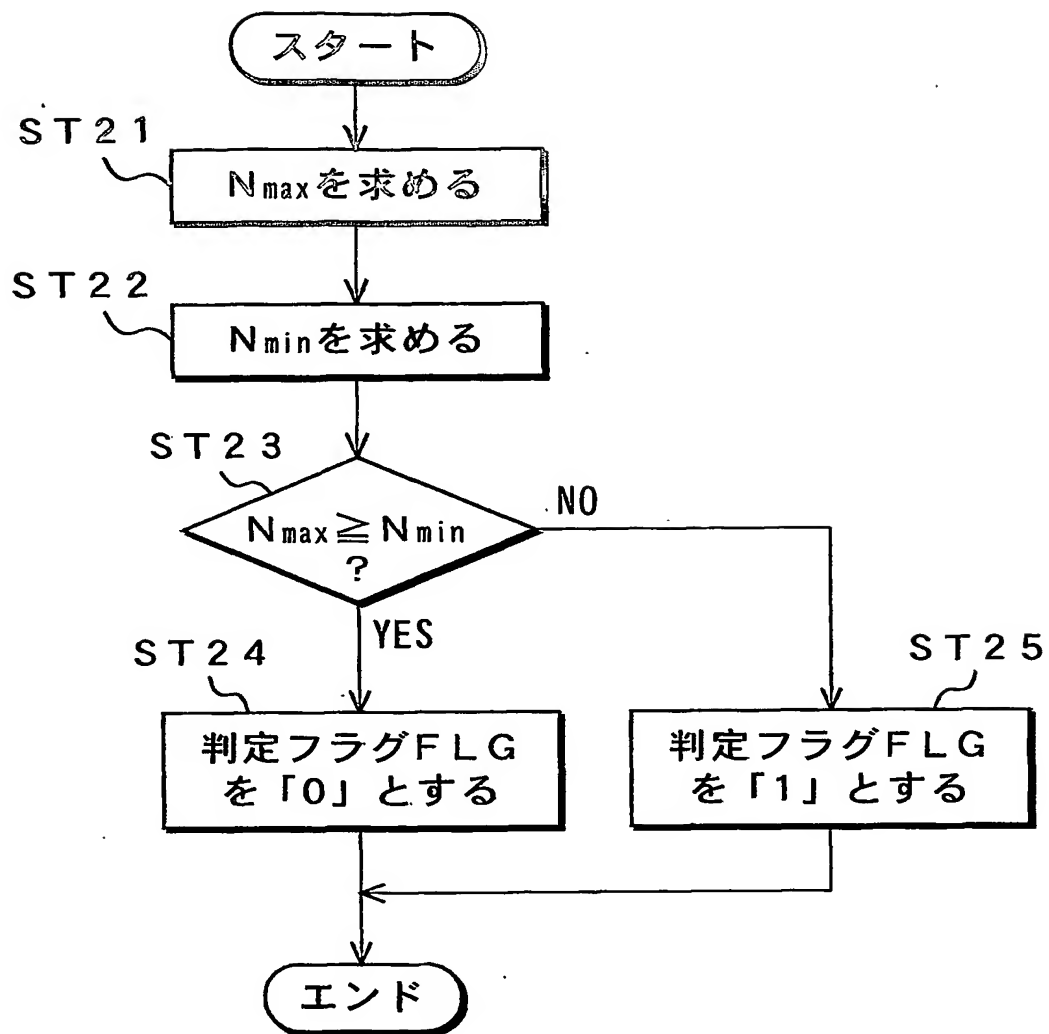 スタート
ST21
Nmaxを求める
ST22
Nminを求める
ST23
Nmax≧Nmin
?
NO
YES
ST24
判定フラグFLG
を「0」とする
ST25
判定フラグFLG
を「1」とする
エンド